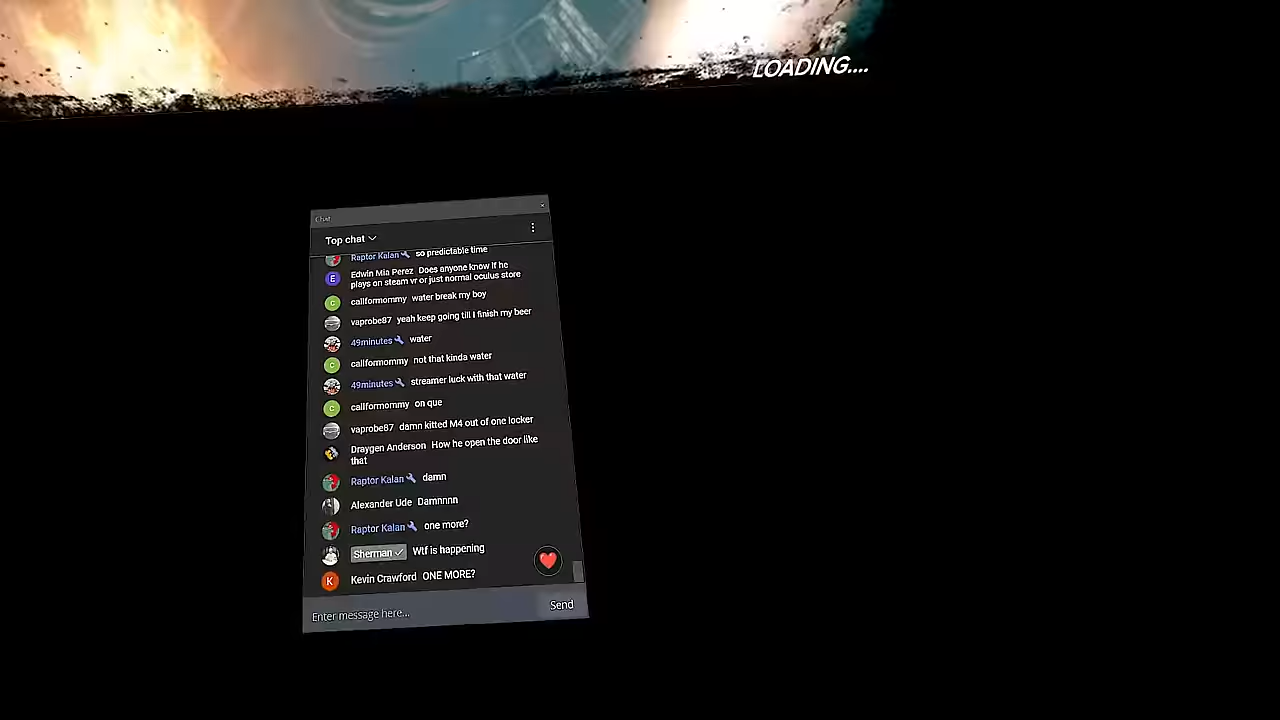 LOADING....
Chat
Top chat
Raptor Kalan so predictable time
E Edwin Mia Perez Does anyone know if he
plays on steam vr or just normal oculus store
C callformommy water break my boy
vaprobe87 yeah keep going till I finish my beer
49minutes water
C callformommy not that kinda water
49minutes streamer luck with that water
C callformommy on que
vaprobe87 damn kitted M4 out of one locker
Draygen Anderson How he open the door like
that
Raptor Kalan damn
Alexander Ude Damnnnn
Raptor Kalan one more?
Sherman Wtf is happening
K Kevin Crawford ONE MORE?
Enter message here... Send